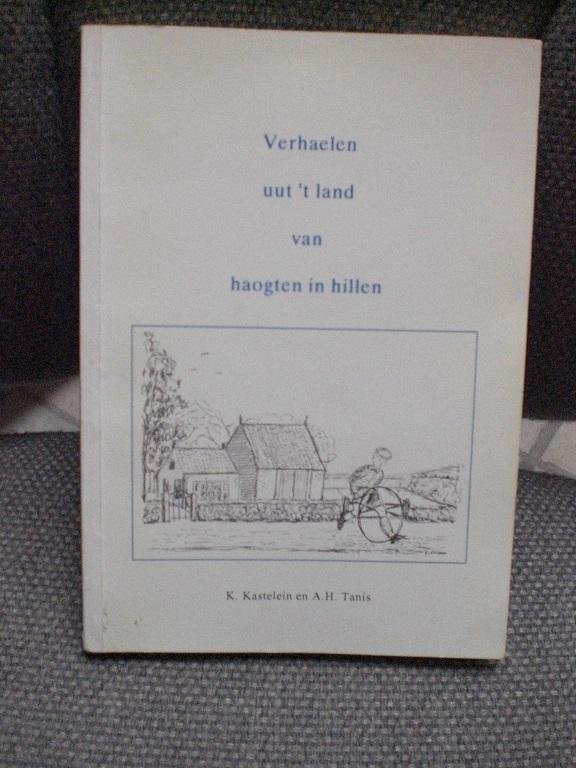 Verhaelen
uut 't land
van
haogten in hillen
K. Kastelein en A.H. Tanis